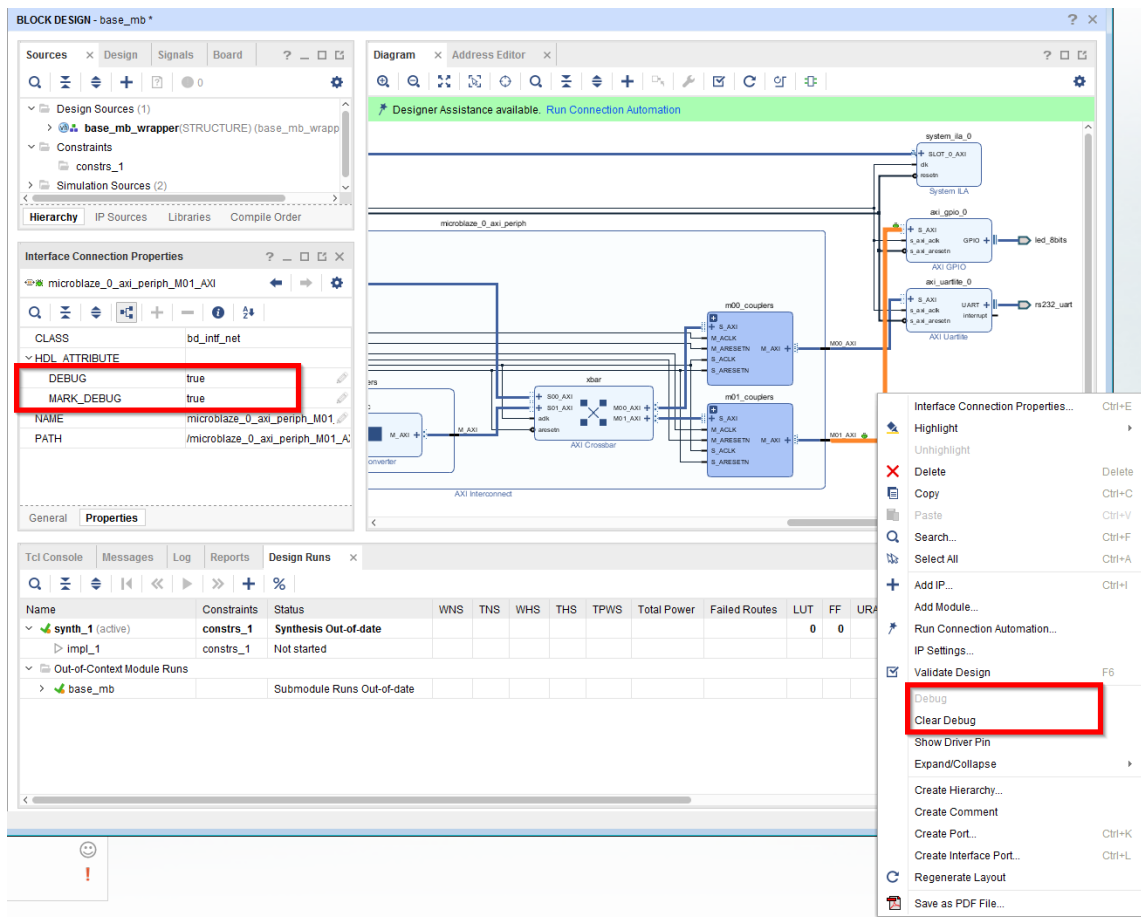 BLOCK DESIGN - base_mb *
Sources Design Signals Board
0
Design Sources (1)
base_mb_wrapper(STRUCTURE) (base_mb_wrapp
Constraints
constrs_1
Simulation Sources (2)
Hierarchy IP Sources Libraries Compile Order
Interface Connection Properties
microblaze_0_axi_periph_M01_AXI
CLASS bd_intf_net
HDL_ATTRIBUTE
DEBUG true
MARK_DEBUG true
NAME microblaze_0_axi_periph_M01_
PATH /microblaze_0_axi_periph_M01_A
General Properties
Diagram Address Editor
Designer Assistance available. Run Connection Automation
system_ila_0
SLOT_0_AXI
clk
resetn
System ILA
axi_gpio_0
S_AXI
s_axi_aclk GPIO led_8bits
s_axi_aresetn
AXI GPIO
axi_uartlite_0
S_AXI UART rs232_uart
s_axi_aclk interrupt
s_axi_aresetn
AXI Uartlite
microblaze_0_axi_periph
m00_couplers
S_AXI
M_ACLK
M_ARESETN M_AXI M00_AXI
S_ACLK
S_ARESETN
xbar
S00_AXI
S01_AXI M00_AXI
aclk M01_AXI
aresetn
AXI Crossbar
m01_couplers
S_AXI
M_ACLK
M_ARESETN M_AXI M01_AXI
S_ACLK
S_ARESETN
ers
c
M_AXI M_AXI
onverter
AXI Interconnect
Tcl Console Messages Log Reports Design Runs
Name Constraints Status WNS TNS WHS THS TPWS Total Power Failed Routes LUT FF URA
synth_1 (active) constrs_1 Synthesis Out-of-date 0 0
impl_1 constrs_1 Not started
Out-of-Context Module Runs
base_mb Submodule Runs Out-of-date
Interface Connection Properties... Ctrl+E
Highlight
Unhighlight
Delete Delete
Copy Ctrl+C
Paste Ctrl+V
Search... Ctrl+F
Select All Ctrl+A
Add IP... Ctrl+I
Add Module...
Run Connection Automation...
IP Settings...
Validate Design F6
Debug
Clear Debug
Show Driver Pin
Expand/Collapse
Create Hierarchy...
Create Comment
Create Port... Ctrl+K
Create Interface Port... Ctrl+L
Regenerate Layout
Save as PDF File...